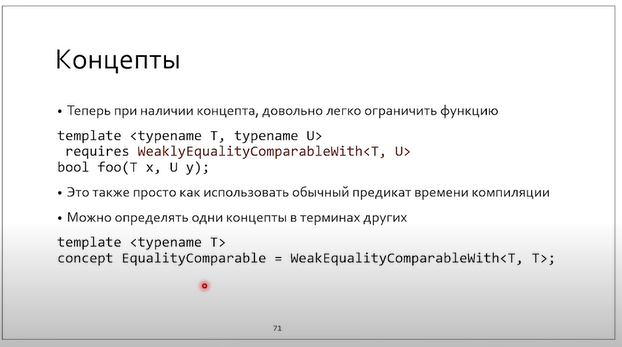 Концепты
• Теперь при наличии концепта, довольно легко ограничить функцию
template <typename T, typename U>
requires WeaklyEqualityComparableWith<T, U>
bool foo(T x, U y);
• Это также просто как использовать обычный предикат времени компиляции
• Можно определять одни концепты в терминах других
template <typename T>
concept EqualityComparable = WeakEqualityComparableWith<T, T>;
71